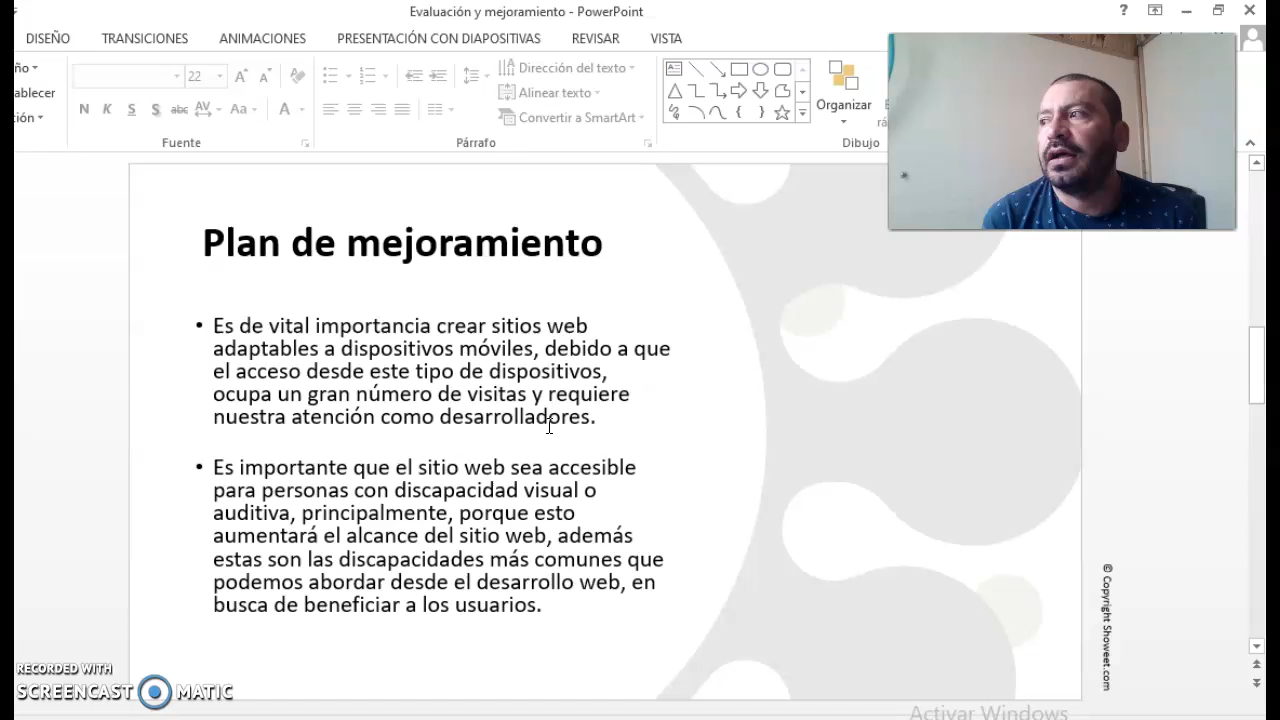 Evaluación y mejoramiento - PowerPoint
?
DISEÑO TRANSICIONES ANIMACIONES PRESENTACIÓN CON DIAPOSITIVAS REVISAR VISTA
ño
22
Dirección del texto
ablecer
Alinear texto
Organizar
ión
N K S S abc AV Aa A
Convertir a SmartArt
Fuente Párrafo Dibujo
Plan de mejoramiento
• Es de vital importancia crear sitios web
adaptables a dispositivos móviles, debido a que
el acceso desde este tipo de dispositivos,
ocupa un gran número de visitas y requiere
nuestra atención como desarrolladores.
• Es importante que el sitio web sea accesible
para personas con discapacidad visual o
auditiva, principalmente, porque esto
aumentará el alcance del sitio web, además
estas son las discapacidades más comunes que
podemos abordar desde el desarrollo web, en
busca de beneficiar a los usuarios.
© Copyright Showeet.com
RECORDED WITH
SCREENCAST MATIC
Activar Windows